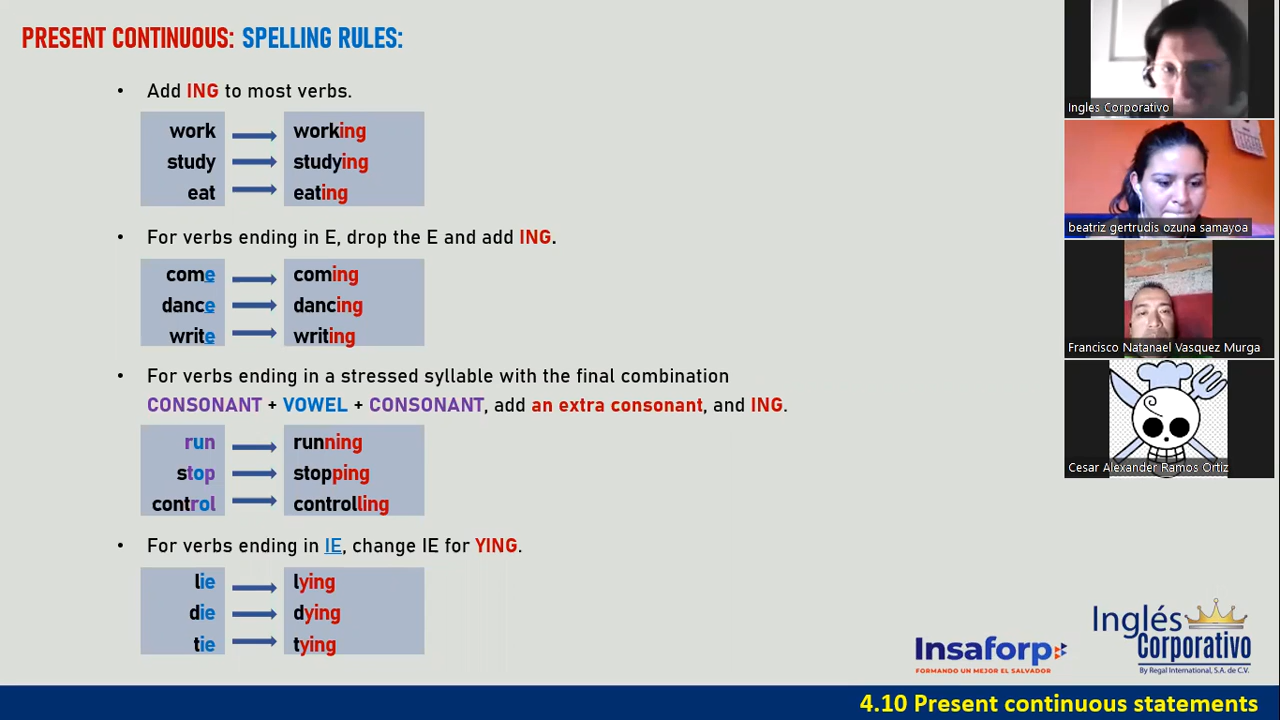 PRESENT CONTINUOUS: SPELLING RULES:
• Add ING to most verbs.
work working
study studying
eat eating
• For verbs ending in E, drop the E and add ING.
come coming
dance dancing
write writing
• For verbs ending in a stressed syllable with the final combination
CONSONANT + VOWEL + CONSONANT, add an extra consonant, and ING.
run running
stop stopping
control controlling
• For verbs ending in IE, change IE for YING.
lie lying
die dying
tie tying
Ingles Corporativo
beatriz gertrudis ozuna samayoa
Francisco Natanael Vasquez Murga
Cesar Alexander Ramos Ortiz
Insaforp
FORMANDO UN MEJOR EL SALVADOR
Inglés
Corporativo
By Regal International, S.A. de C.V.
4.10 Present continuous statements